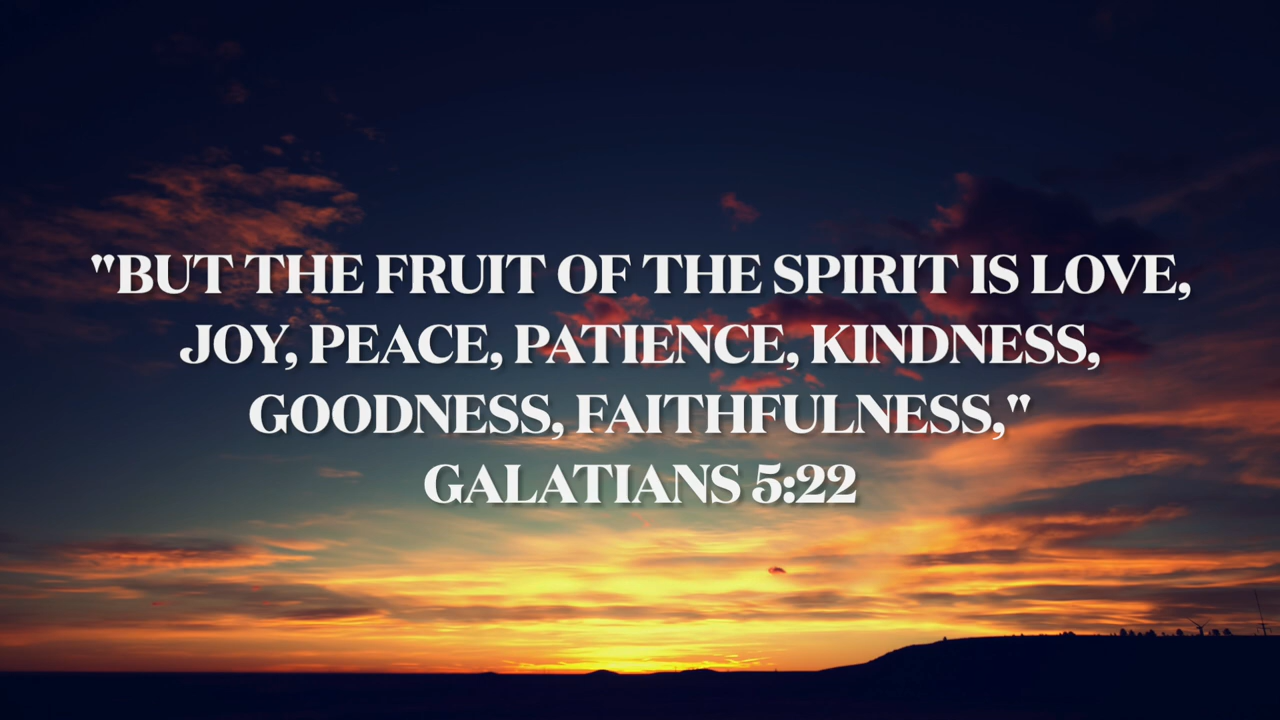 "BUT THE FRUIT OF THE SPIRIT IS LOVE,
JOY, PEACE, PATIENCE, KINDNESS,
GOODNESS, FAITHFULNESS,"
GALATIANS 5:22